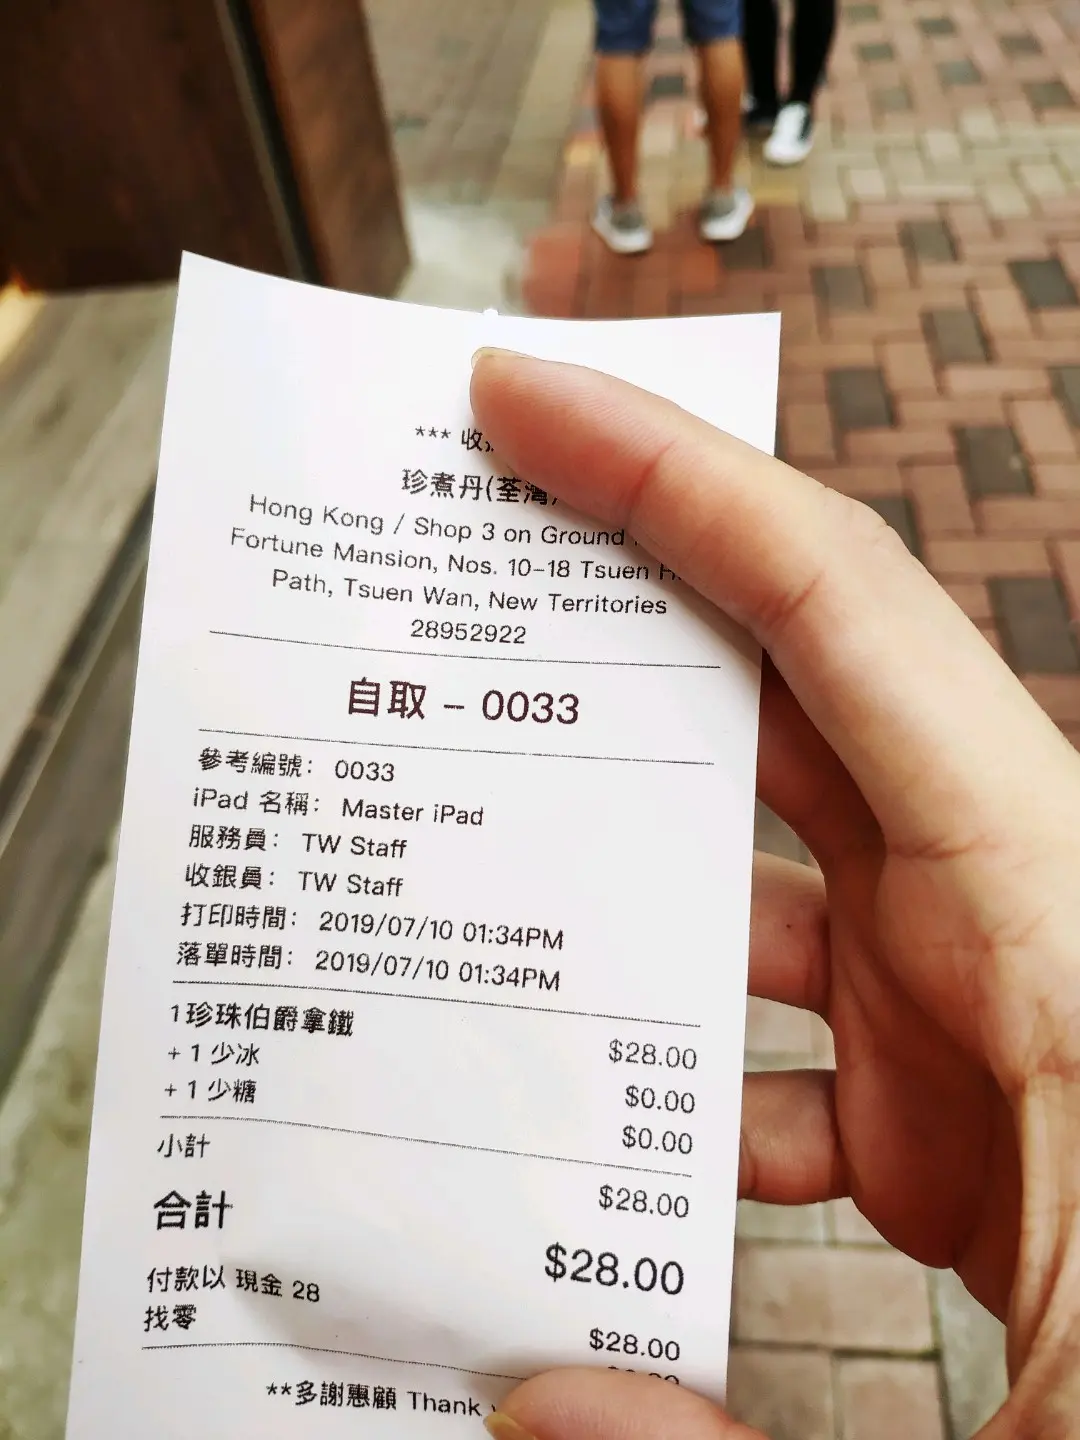 *** 收
珍煮丹(荃灣)
Hong Kong / Shop 3 on Ground
Fortune Mansion, Nos. 10-18 Tsuen
Path, Tsuen Wan, New Territories
28952922
自取 - 0033
參考編號: 0033
iPad 名稱: Master iPad
服務員: TW Staff
收銀員: TW Staff
打印時間: 2019/07/10 01:34PM
落單時間: 2019/07/10 01:34PM
1 珍珠伯爵拿鐵 $28.00
+ 1 少冰 $0.00
+ 1 少糖 $0.00
小計 $28.00
合計 $28.00
付款以 現金 28 $28.00
找零
**多謝惠顧 Thank